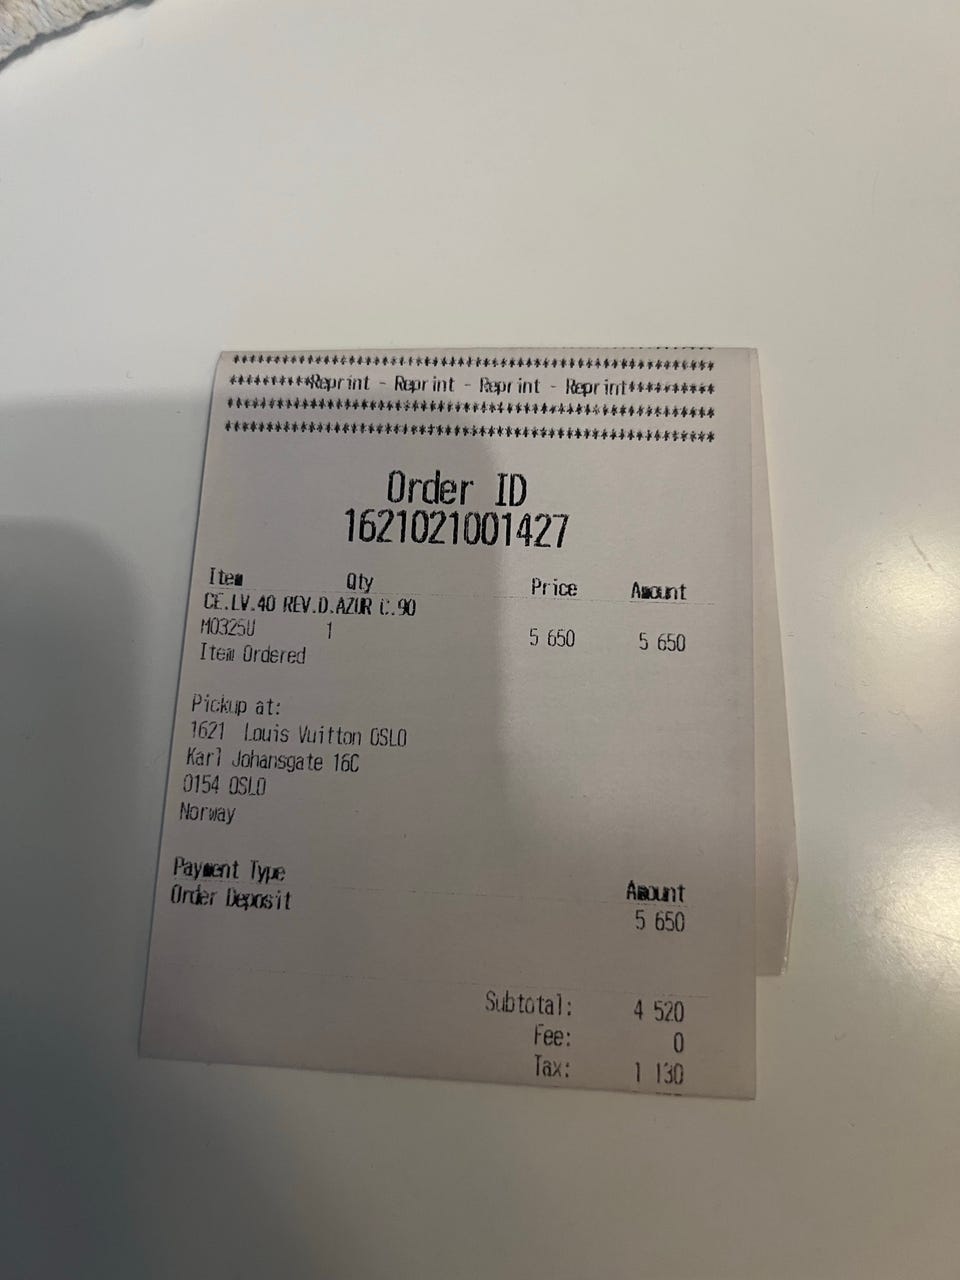 ************************************************
*********Reprint - Reprint - Reprint - Reprint**********
************************************************
************************************************
Order ID
1621021001427
Item Qty Price Amount
CE.LV.40 REV.D.AZUR C.90
M0325U 1 5 650 5 650
Item Ordered
Pickup at:
1621 Louis Vuitton OSLO
Karl Johansgate 16C
0154 OSLO
Norway
Payment Type Amount
Order Deposit 5 650
Subtotal: 4 520
Fee: 0
Tax: 1 130